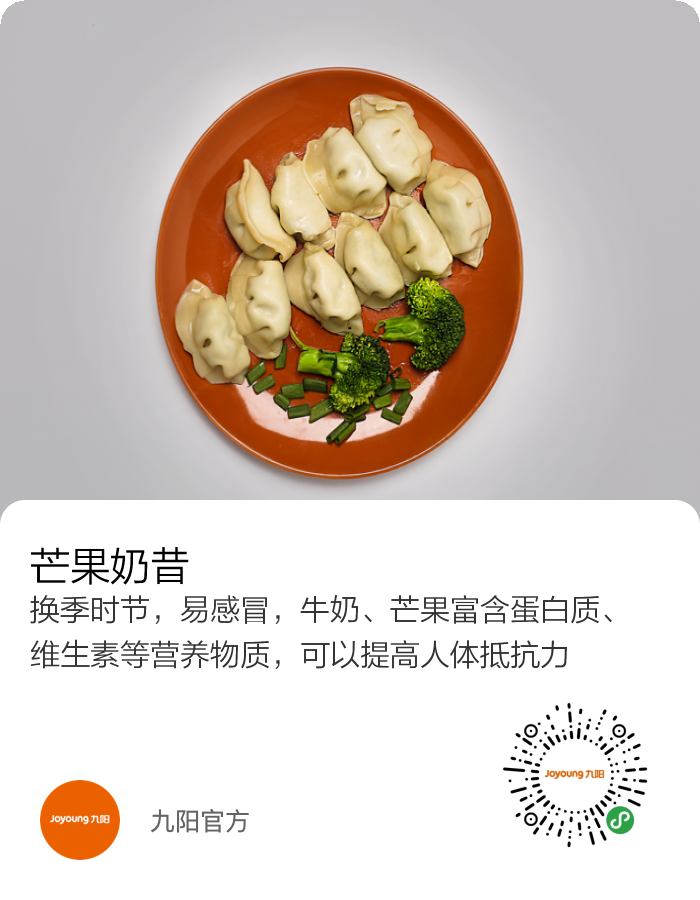 芒果奶昔
换季时节，易感冒，牛奶、芒果富含蛋白质、
维生素等营养物质，可以提高人体抵抗力
Joyoung 九阳
Joyoung 九阳
九阳官方